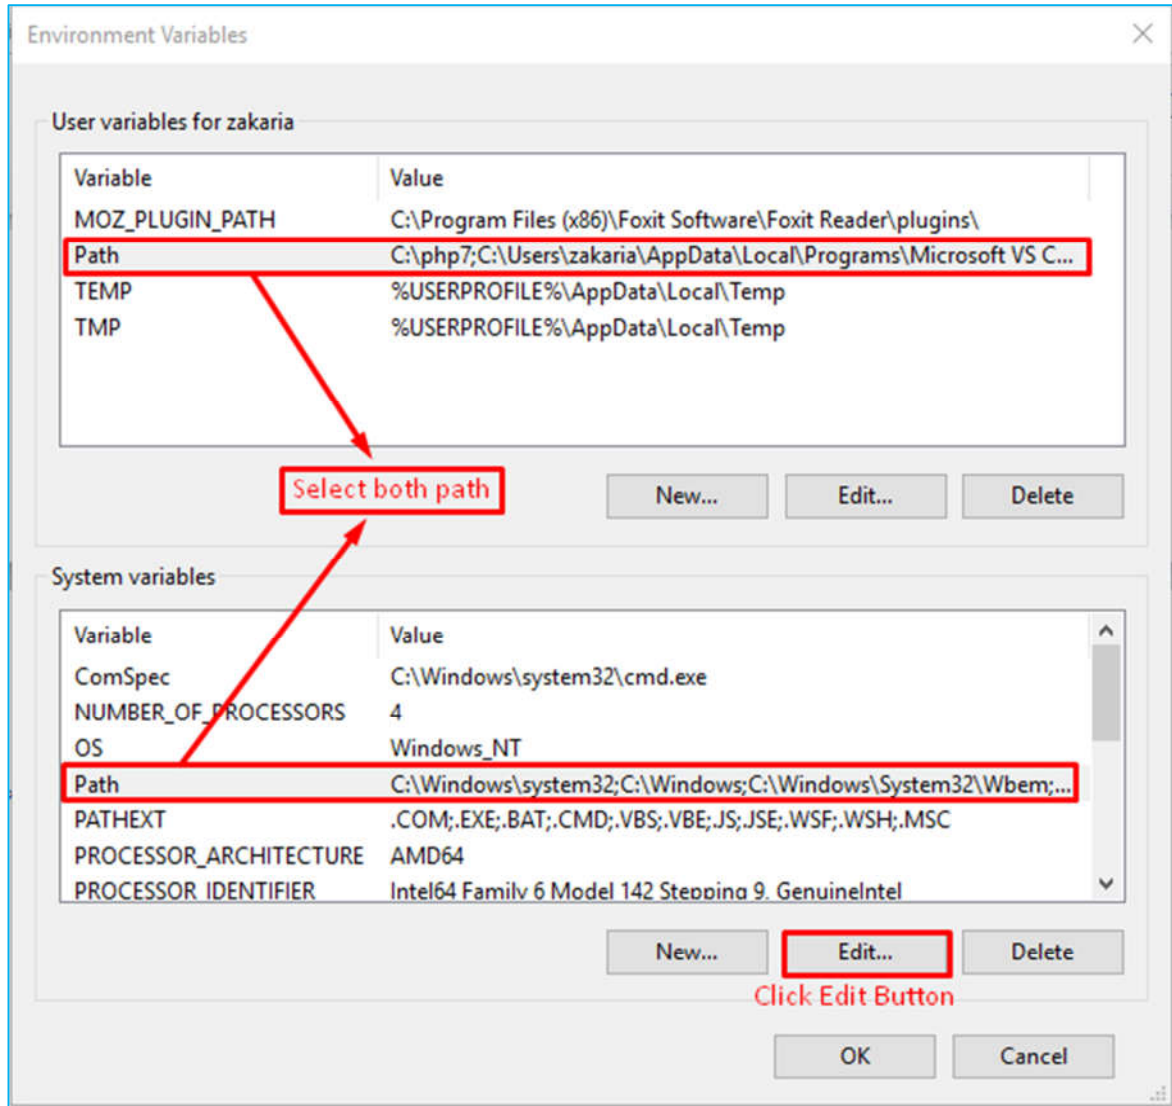 Environment Variables
User variables for zakaria
Variable Value
MOZ_PLUGIN_PATH C:\Program Files (x86)\Foxit Software\Foxit Reader\plugins\
Path C:\php7;C:\Users\zakaria\AppData\Local\Programs\Microsoft VS C...
TEMP %USERPROFILE%\AppData\Local\Temp
TMP %USERPROFILE%\AppData\Local\Temp
Select both path
New... Edit... Delete
System variables
Variable Value
ComSpec C:\Windows\system32\cmd.exe
NUMBER_OF_PROCESSORS 4
OS Windows_NT
Path C:\Windows\system32;C:\Windows;C:\Windows\System32\Wbem;...
PATHEXT .COM;.EXE;.BAT;.CMD;.VBS;.VBE;.JS;.JSE;.WSF;.WSH;.MSC
PROCESSOR_ARCHITECTURE AMD64
PROCESSOR_IDENTIFIER Intel64 Family 6 Model 142 Stepping 9, GenuineIntel
New... Edit... Delete
Click Edit Button
OK Cancel